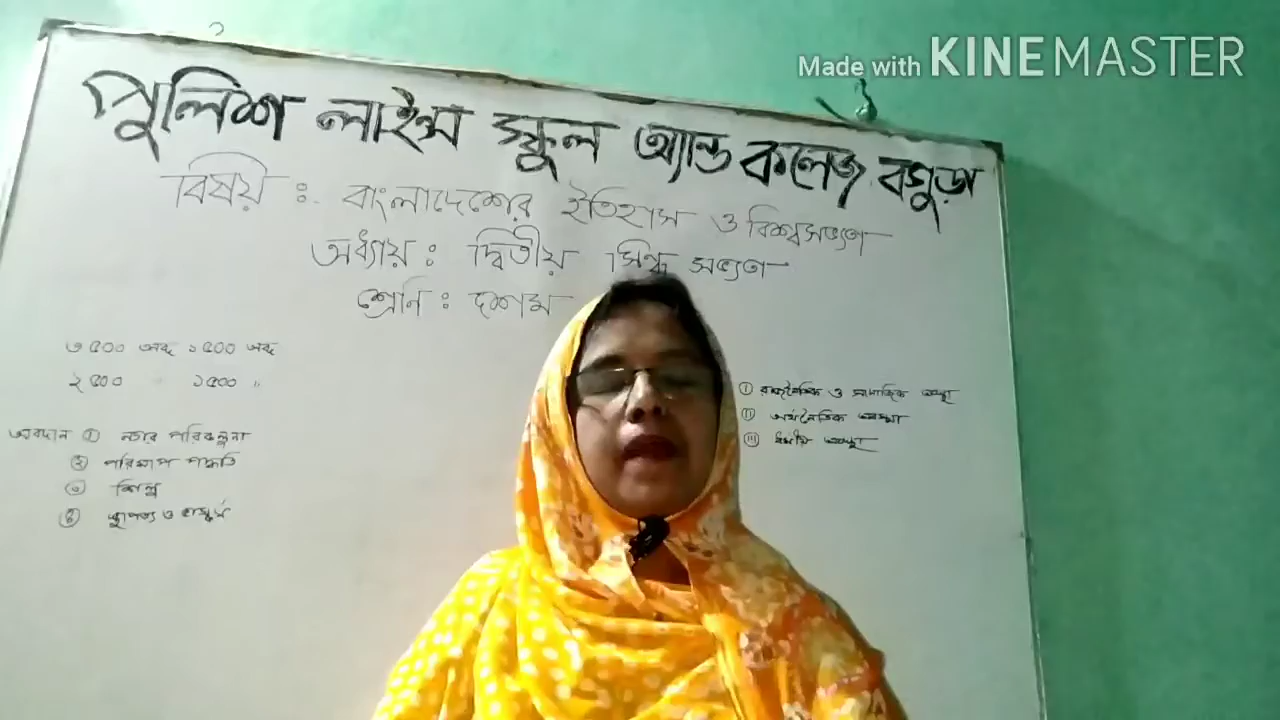 Made with KINEMASTER
পুলিশ লাইন্স স্কুল অ্যান্ড কলেজ বগুড়া
বিষয় : বাংলাদেশের ইতিহাস ও বিশ্বসভ্যতা
অধ্যায় : দ্বিতীয় সিন্ধু সভ্যতা
শ্রেনি : দশম
৩৫০০ অব্দ ১৫০০ অব্দ
২৫০০ " ১৫০০ "
অবদান ① নগর পরিকল্পনা
② পরিমাপ পদ্ধতি
③ শিল্প
④ স্থাপত্য ও ভাস্কর্য
① রাজনৈতিক ও সামাজিক অবস্থা
⑪ অর্থনৈতিক অবস্থা
⑪| ধর্মীয় অবস্থা